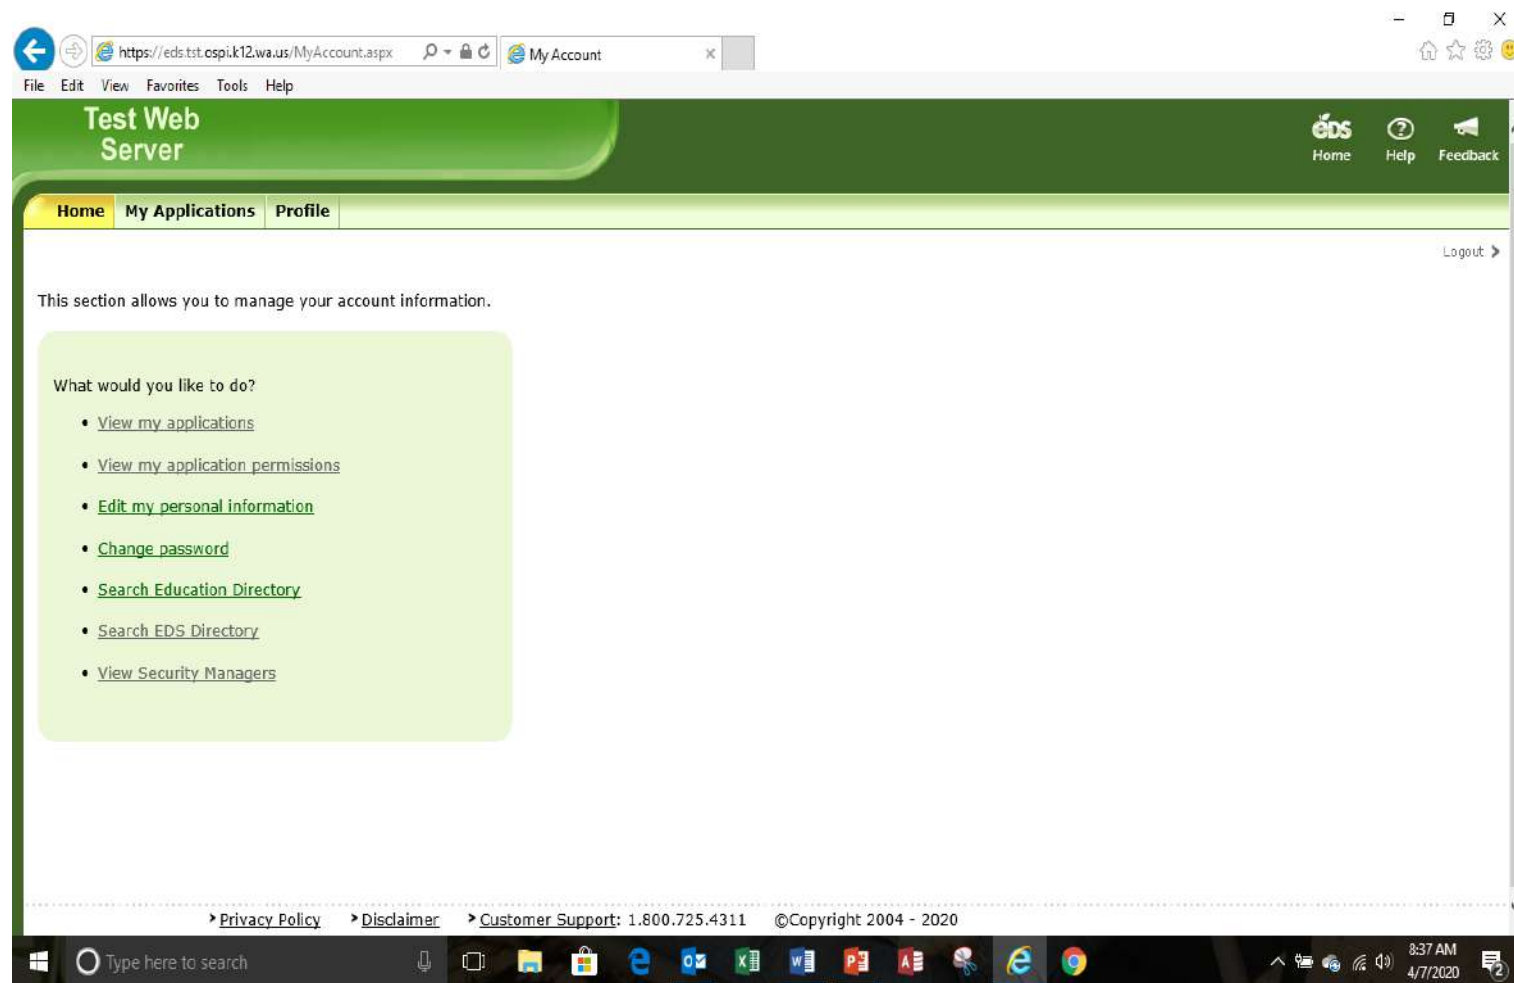 https://eds.tst.ospi.k12.wa.us/MyAccount.aspx
My Account
File Edit View Favorites Tools Help
Test Web
Server
eds
Home Help Feedback
Home My Applications Profile
Logout
This section allows you to manage your account information.
What would you like to do?
• View my applications
• View my application permissions
• Edit my personal information
• Change password
• Search Education Directory
• Search EDS Directory
• View Security Managers
Privacy Policy Disclaimer Customer Support: 1.800.725.4311 ©Copyright 2004 - 2020
Type here to search
8:37 AM
4/7/2020
2